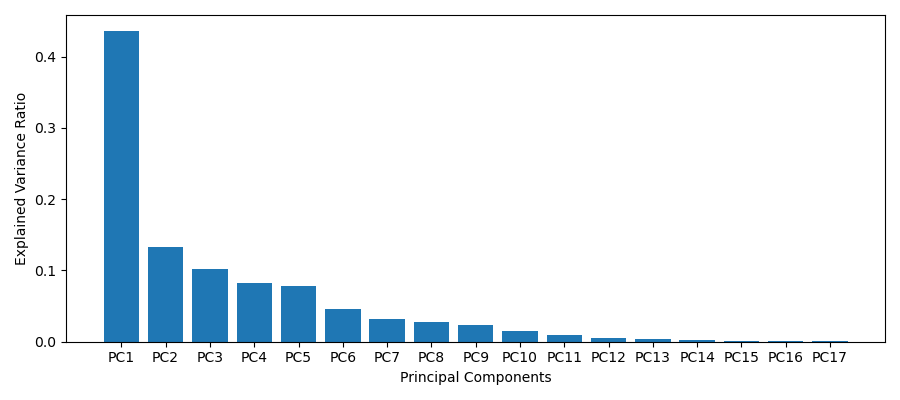 Explained Variance Ratio
0.4
0.3
0.2
0.1
0.0
PC1 PC2 PC3 PC4 PC5 PC6 PC7 PC8 PC9 PC10 PC11 PC12 PC13 PC14 PC15 PC16 PC17
Principal Components